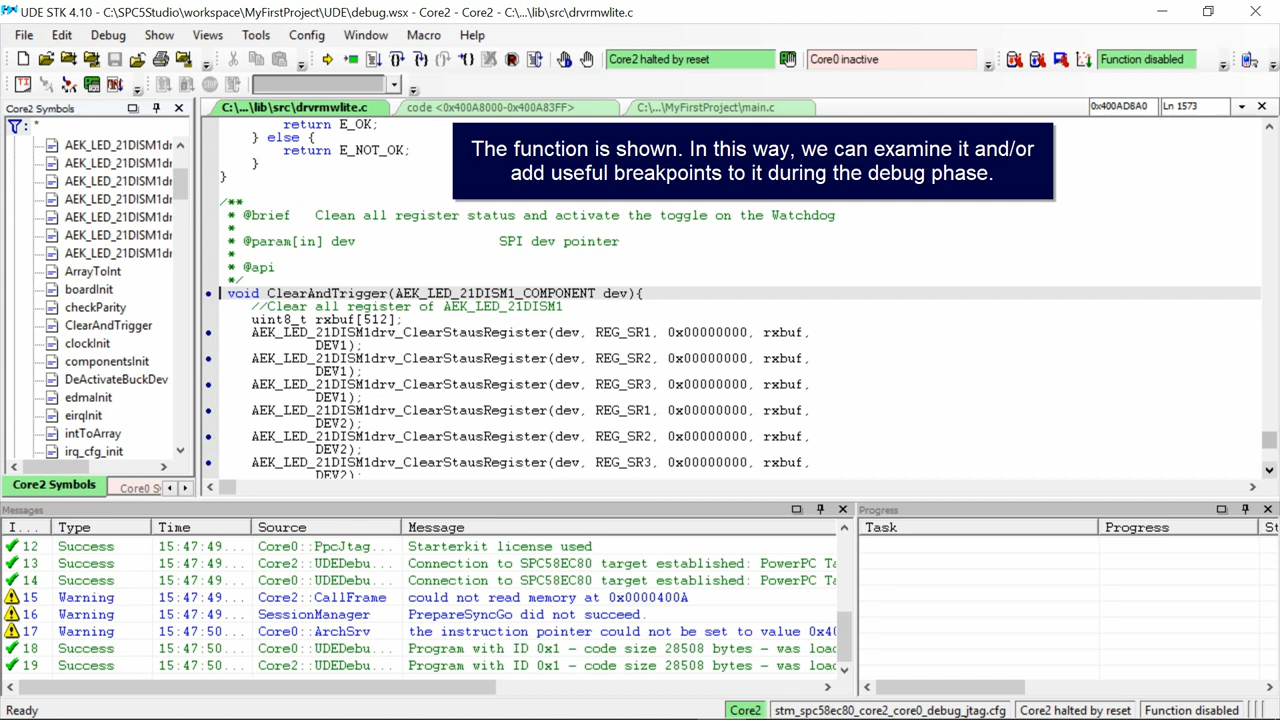 UDE STK 4.10 - C:\SPC5Studio\workspace\MyFirstProject\UDE\debug.wsx - Core2 - Core2 - C:\...\lib\src\drvrmwlite.c
File Edit Debug Show Views Tools Config Window Macro Help
Core2 halted by reset
Core0 inactive
Function disabled
Core2 Symbols
*
AEK_LED_21DISM1dr
AEK_LED_21DISM1dr
AEK_LED_21DISM1dr
AEK_LED_21DISM1dr
AEK_LED_21DISM1dr
AEK_LED_21DISM1dr
AEK_LED_21DISM1dr
ArrayToInt
boardInit
checkParity
ClearAndTrigger
clockInit
componentsInit
DeActivateBuckDev
edmaInit
eirqInit
intToArray
irq_cfg_init
Core2 Symbols
Core0 S
C:\...\lib\src\drvrmwlite.c
code <0x400A8000-0x400A83FF>
C:\...\MyFirstProject\main.c
0x400AD8A0
Ln 1573
return E_OK;
} else {
return E_NOT_OK;
}
}
The function is shown. In this way, we can examine it and/or
add useful breakpoints to it during the debug phase.
/**
* @brief Clean all register status and activate the toggle on the Watchdog
*
* @param[in] dev SPI dev pointer
*
* @api
*/
void ClearAndTrigger(AEK_LED_21DISM1_COMPONENT dev){
//Clear all register of AEK_LED_21DISM1
uint8_t rxbuf[512];
AEK_LED_21DISM1drv_ClearStausRegister(dev, REG_SR1, 0x00000000, rxbuf,
DEV1);
AEK_LED_21DISM1drv_ClearStausRegister(dev, REG_SR2, 0x00000000, rxbuf,
DEV1);
AEK_LED_21DISM1drv_ClearStausRegister(dev, REG_SR3, 0x00000000, rxbuf,
DEV1);
AEK_LED_21DISM1drv_ClearStausRegister(dev, REG_SR1, 0x00000000, rxbuf,
DEV2);
AEK_LED_21DISM1drv_ClearStausRegister(dev, REG_SR2, 0x00000000, rxbuf,
DEV2);
AEK_LED_21DISM1drv_ClearStausRegister(dev, REG_SR3, 0x00000000, rxbuf,
DEV2);
Messages
I... Type Time Source Message
12 Success 15:47:49... Core0::PpcJtag... Starterkit license used
13 Success 15:47:49... Core2::UDEDebu... Connection to SPC58EC80 target established: PowerPC Ta
14 Success 15:47:49... Core0::UDEDebu... Connection to SPC58EC80 target established: PowerPC Ta
15 Warning 15:47:49... Core2::CallFrame could not read memory at 0x0000400A
16 Warning 15:47:49... SessionManager PrepareSyncGo did not succeed.
17 Warning 15:47:50... Core0::ArchSrv the instruction pointer could not be set to value 0x40
18 Success 15:47:50... Core0::UDEDebu... Program with ID 0x1 - code size 28508 bytes - was load
19 Success 15:47:50... Core2::UDEDebu... Program with ID 0x1 - code size 28508 bytes - was load
Progress
Task Progress St
Ready
Core2 stm_spc58ec80_core2_core0_debug_jtag.cfg Core2 halted by reset Function disabled